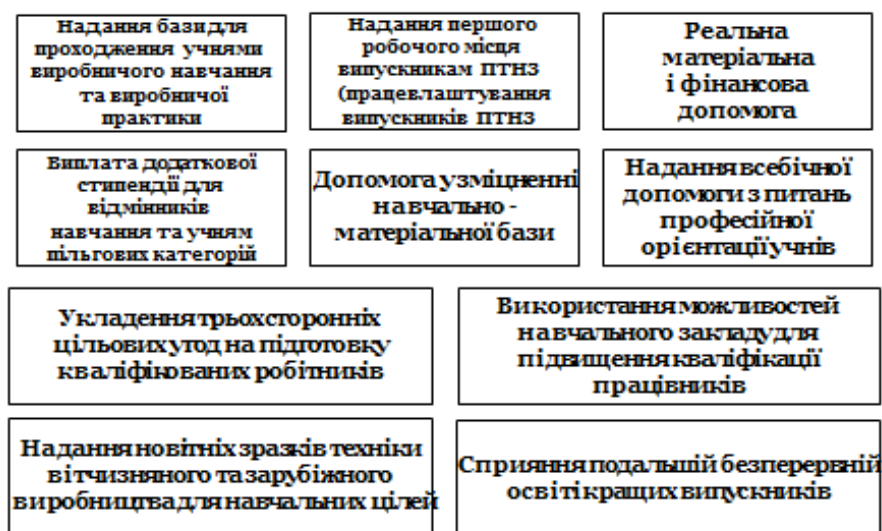 Надання бази для
проходження учнями
виробничого навчання
та виробничої
практики
Надання першого
робочого місця
випускникам ПТНЗ
(працевлаштування
випускників ПТНЗ
Реальна
матеріальна
і фінансова
допомога
Виплата додаткової
стипендії для
відмінників
навчання та учням
пільгових категорій
Допомога у зміцненні
навчально -
матеріальної бази
Надання всебічної
допомоги з питань
професійної
орієнтації учнів
Укладення трьохсторонніх
цільових угод на підготовку
кваліфікованих робітників
Використання можливостей
навчального закладу для
підвищення кваліфікації
працівників
Надання новітніх зразків техніки
вітчизняного та зарубіжного
виробництва для навчальних цілей
Сприяння подальшій безперервній
освіті кращих випускників